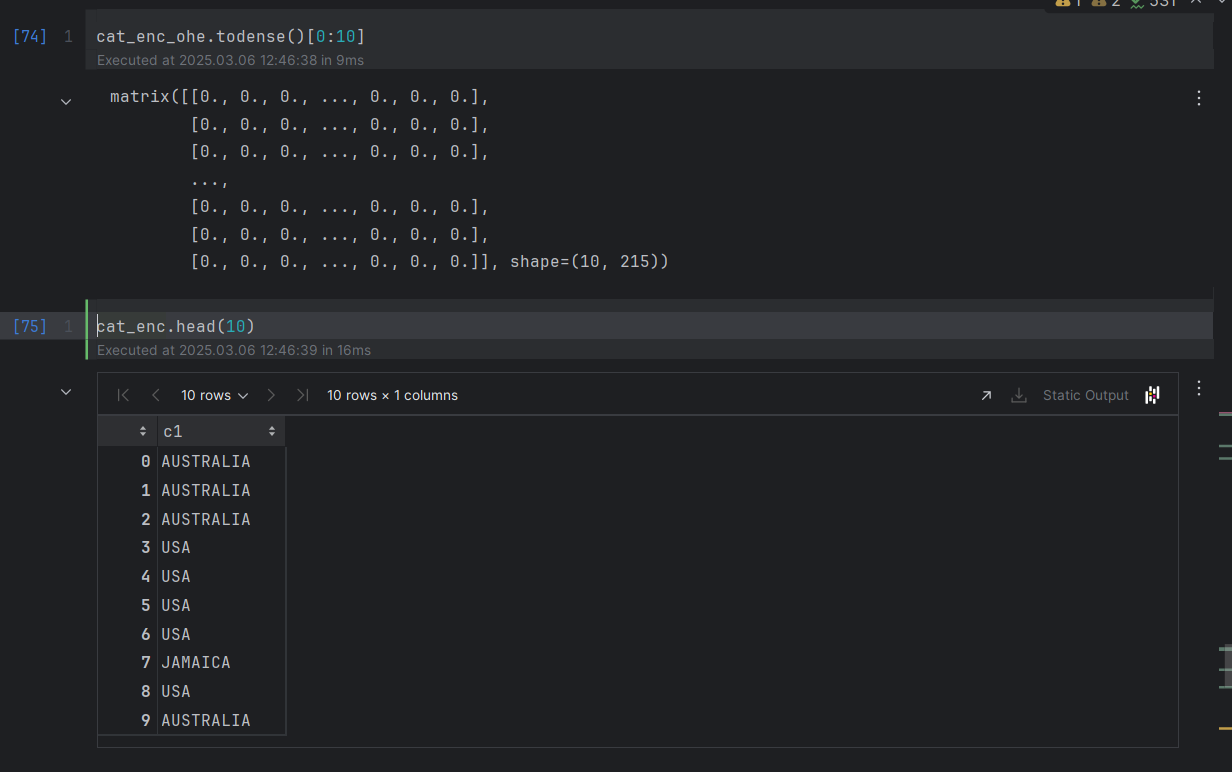 1 2 531
[74] 1 cat_enc_ohe.todense()[0:10]
Executed at 2025.03.06 12:46:38 in 9ms
matrix([[0., 0., 0., ..., 0., 0., 0.],
[0., 0., 0., ..., 0., 0., 0.],
[0., 0., 0., ..., 0., 0., 0.],
...,
[0., 0., 0., ..., 0., 0., 0.],
[0., 0., 0., ..., 0., 0., 0.],
[0., 0., 0., ..., 0., 0., 0.]], shape=(10, 215))
[75] 1 cat_enc.head(10)
Executed at 2025.03.06 12:46:39 in 16ms
10 rows 10 rows × 1 columns Static Output
c1
0 AUSTRALIA
1 AUSTRALIA
2 AUSTRALIA
3 USA
4 USA
5 USA
6 USA
7 JAMAICA
8 USA
9 AUSTRALIA